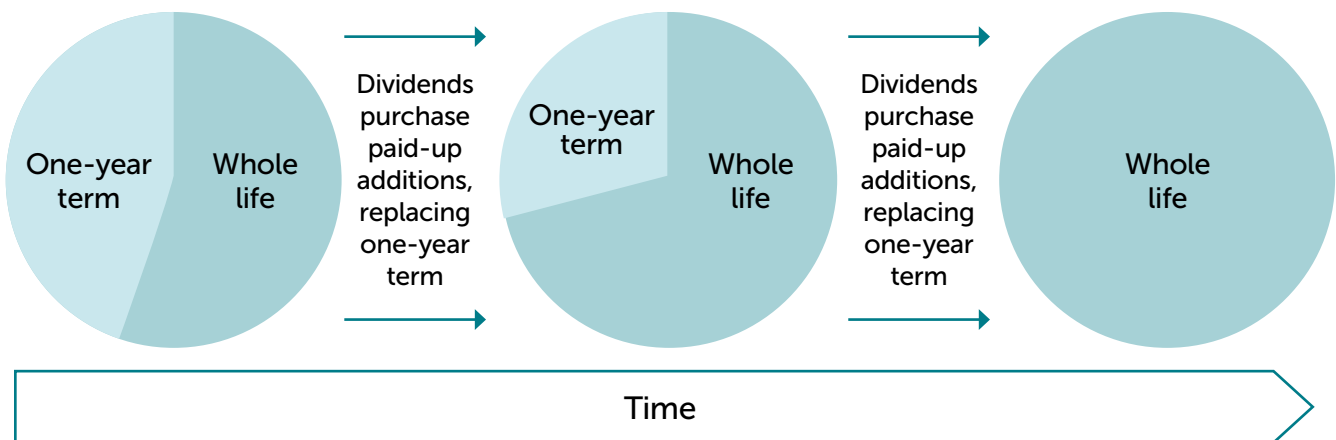 One-year
term
Whole
life
Dividends
purchase
paid-up
additions,
replacing
one-year
term
One-year
term
Whole
life
Dividends
purchase
paid-up
additions,
replacing
one-year
term
Whole
life
Time